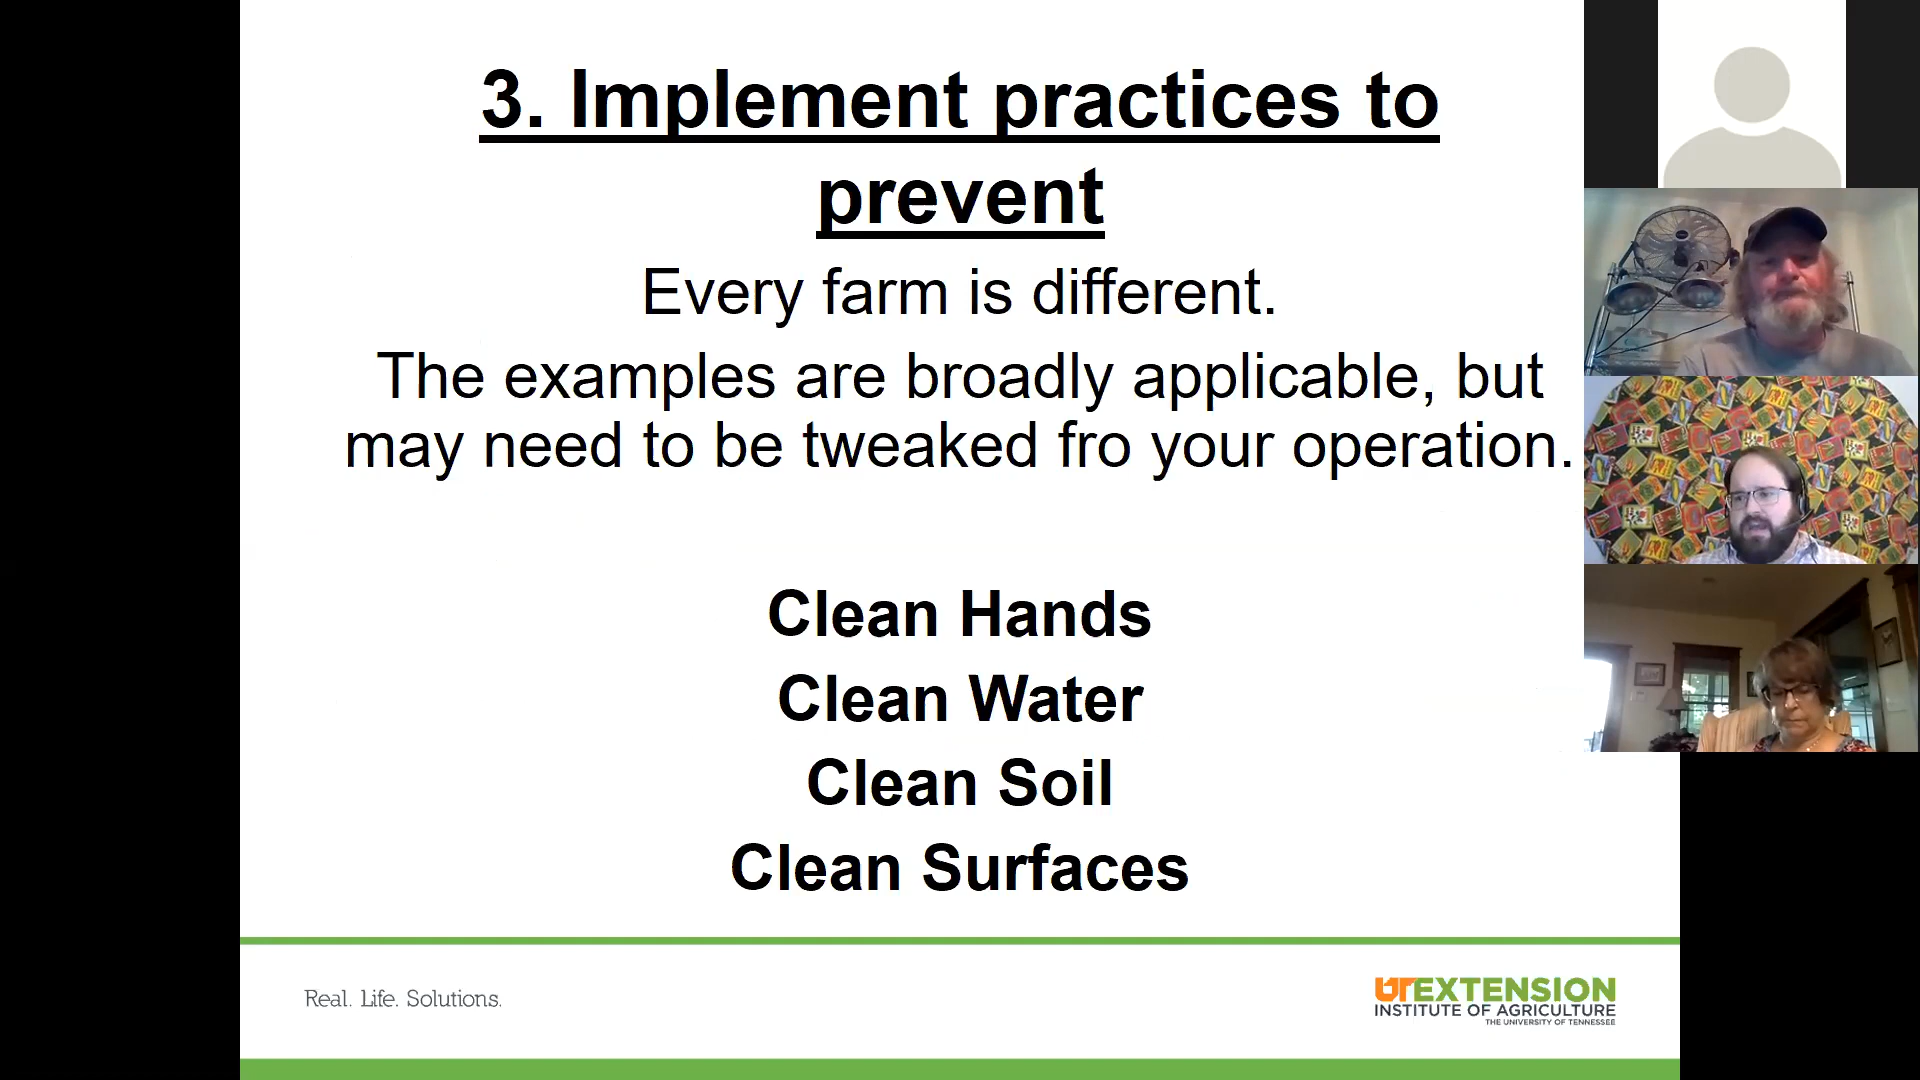 3. Implement practices to
prevent
Every farm is different.
The examples are broadly applicable, but
may need to be tweaked fro your operation.
Clean Hands
Clean Water
Clean Soil
Clean Surfaces
Real. Life. Solutions.
UTEXTENSION
INSTITUTE OF AGRICULTURE
THE UNIVERSITY OF TENNESSEE